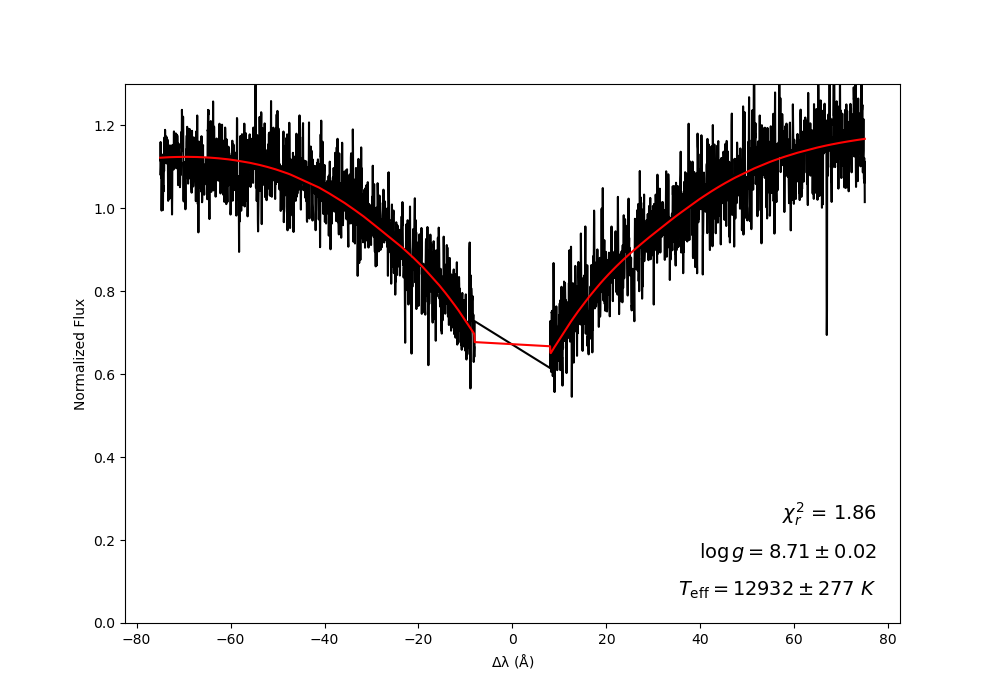 1.2
1.0
0.8
0.6
0.4
0.2
0.0
Normalized Flux
χ²ᵣ = 1.86
log g = 8.71 ± 0.02
T_eff = 12932 ± 277 K
−80 −60 −40 −20 0 20 40 60 80
Δλ (Å)